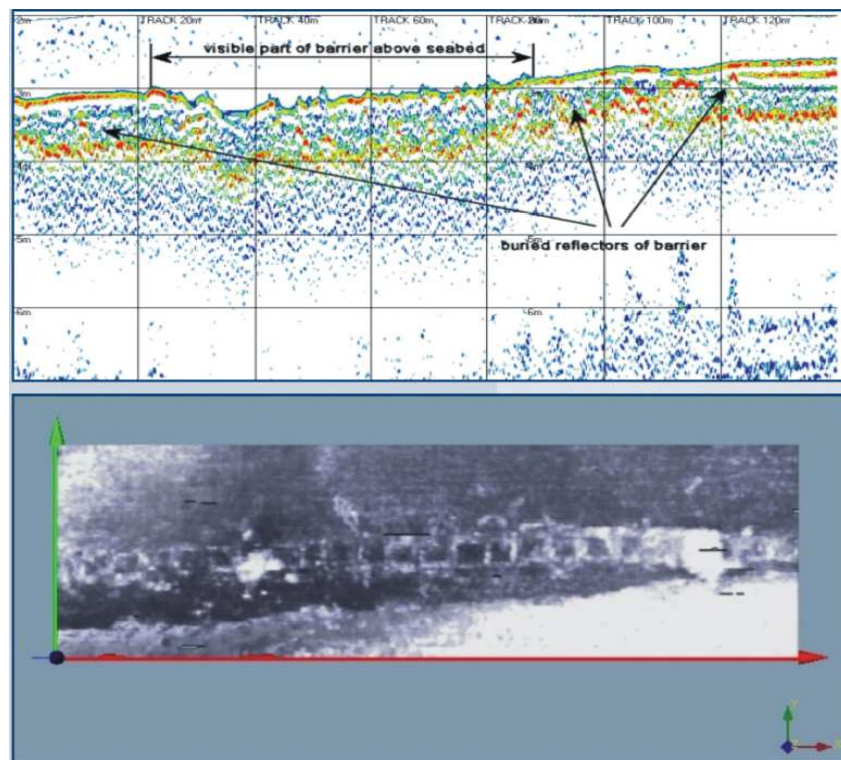 2m TRACK 20m TRACK 40m TRACK 60m TRACK 100m TRACK 120m
visible part of barrier above seabed
4m
5m
buried reflectors of barrier
6m 6m
Y
X